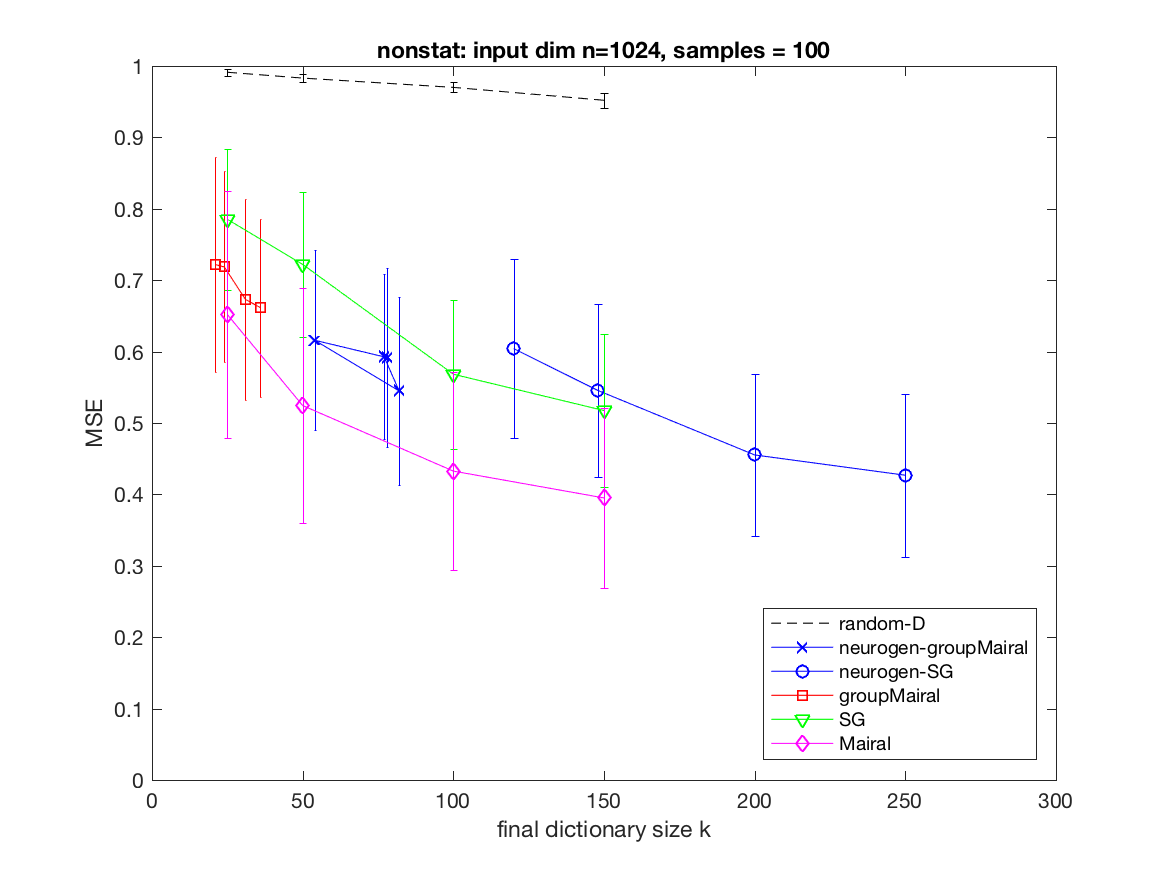 nonstat: input dim n=1024, samples = 100
1
0.9
0.8
0.7
0.6
0.5
0.4
0.3
0.2
0.1
0
MSE
0 50 100 150 200 250 300
final dictionary size k
random-D
neurogen-groupMairal
neurogen-SG
groupMairal
SG
Mairal